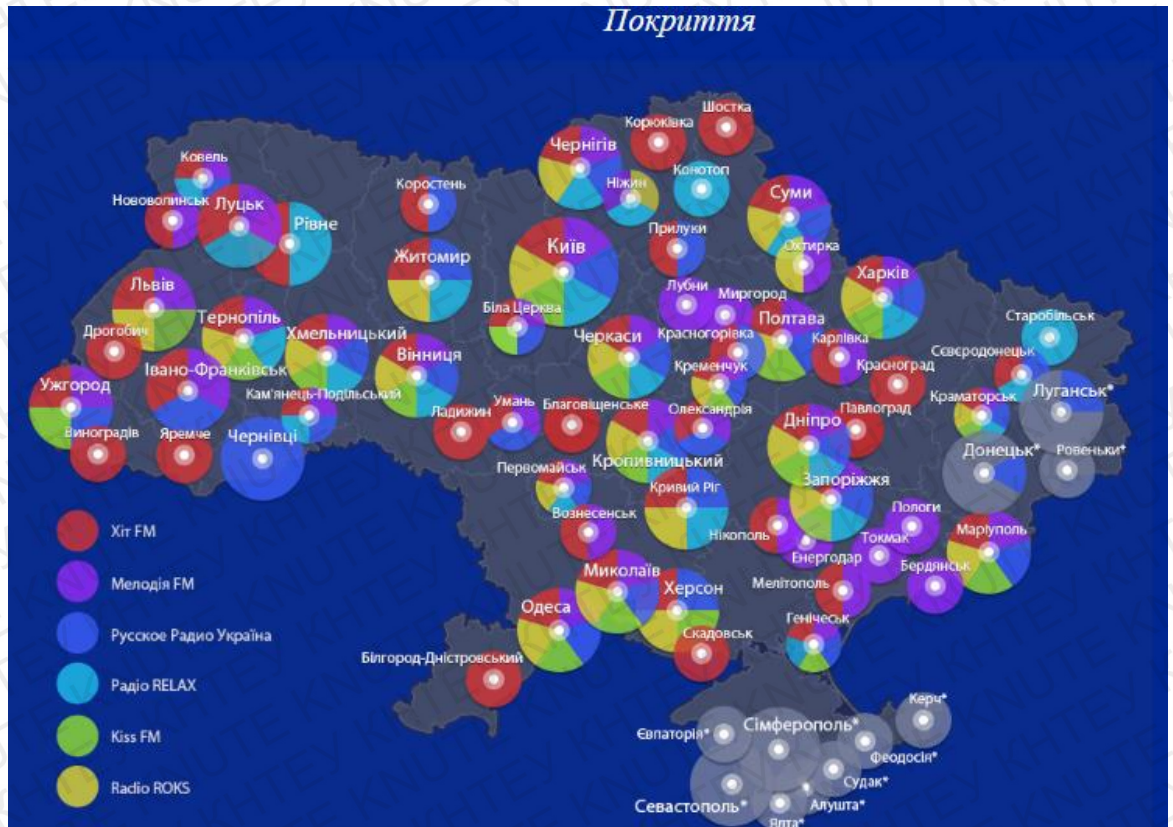 Покриття
Шостка
Корюківка
Чернігів
Ковель
Конотоп
Ніжин
Коростень
Суми
Нововолинськ
Луцьк
Рівне
Прилуки
Київ
Охтирка
Житомир
Харків
Львів
Лубни
Миргород
Біла Церква
Тернопіль
Старобільськ
Полтава
Дрогобич
Хмельницький
Черкаси
Красногорівка
Карлівка
Сєвєродонецьк
Вінниця
Івано-Франківськ
Кременчук
Красноград
Ужгород
Луганськ*
Кам'янець-Подільський
Краматорськ
Умань
Благовіщенське
Ладижин
Олександрія
Павлоград
Дніпро
Виноградів
Яремче
Чернівці
Донецьк*
Ровеньки*
Кропивницький
Первомайськ
Запоріжжя
Кривий Ріг
Пологи
Вознесенськ
Хіт FM
Нікополь
Маріуполь
Токмак
Енергодар
Бердянськ
Миколаїв
Мелітополь
Мелодія FM
Херсон
Одеса
Генічеськ
Русское Радио Україна
Скадовськ
Білгород-Дністровський
Радіо RELAX
Керч*
Сімферополь*
Євпаторія*
Kiss FM
Феодосія*
Судак*
Radio ROKS
Севастополь*
Алушта*
Ялта*
KNUTEY KNUTEY KNUTEY